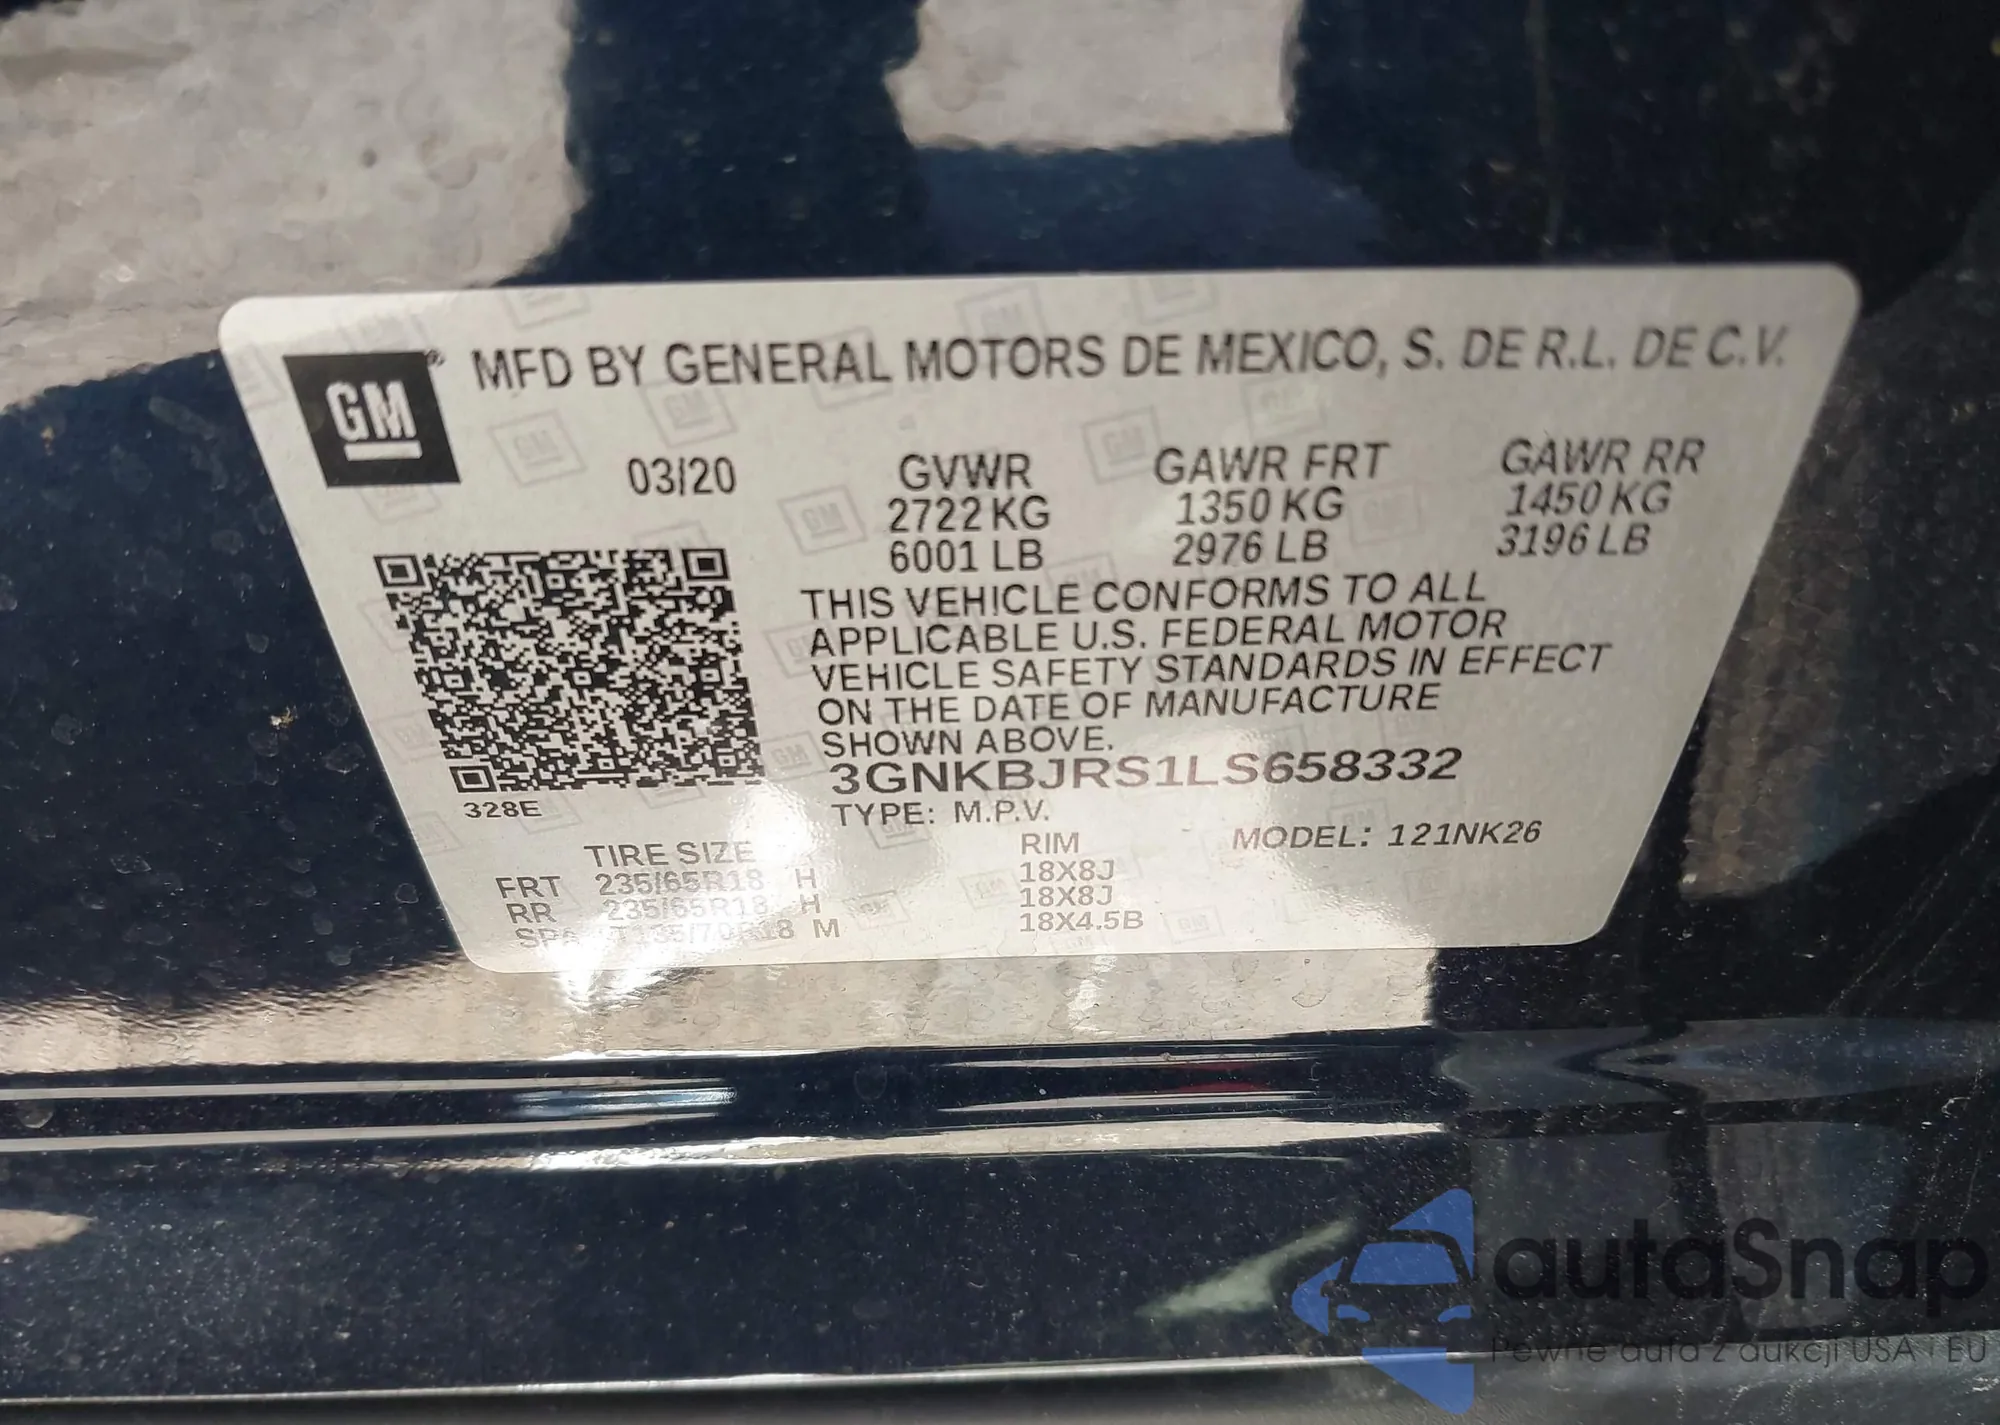 GM
MFD BY GENERAL MOTORS DE MEXICO, S. DE R.L. DE C.V.
03/20 GVWR GAWR FRT GAWR RR
2722 KG 1350 KG 1450 KG
6001 LB 2976 LB 3196 LB
THIS VEHICLE CONFORMS TO ALL
APPLICABLE U.S. FEDERAL MOTOR
VEHICLE SAFETY STANDARDS IN EFFECT
ON THE DATE OF MANUFACTURE
SHOWN ABOVE.
3GNKBJRS1LS658332
328E TYPE: M.P.V.
TIRE SIZE RIM MODEL: 121NK26
FRT 235/65R18 H 18X8J
RR 235/65R18 H 18X8J
T135/70R18 M 18X4.5B
autaSnap
Pewne auta z aukcji USA i EU